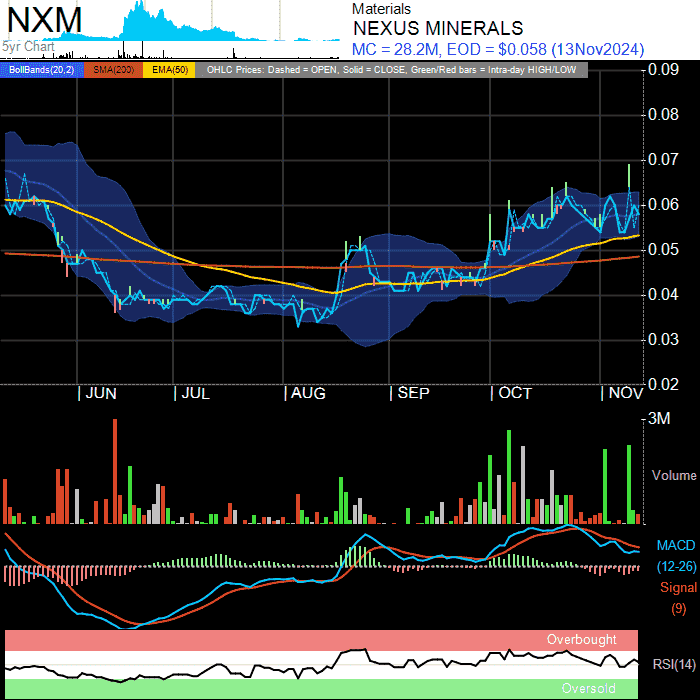 NXM
Materials
NEXUS MINERALS
5yr Chart
MC = 28.2M, EOD = $0.058 (13Nov2024)
BollBands(20,2) SMA(200) EMA(50) OHLC Prices: Dashed = OPEN, Solid = CLOSE, Green/Red bars = Intra-day HIGH/LOW
0.09
0.08
0.07
0.06
0.05
0.04
0.03
0.02
JUN JUL AUG SEP OCT NOV
3M
Volume
MACD
(12-26)
Signal
(9)
Overbought
RSI(14)
Oversold